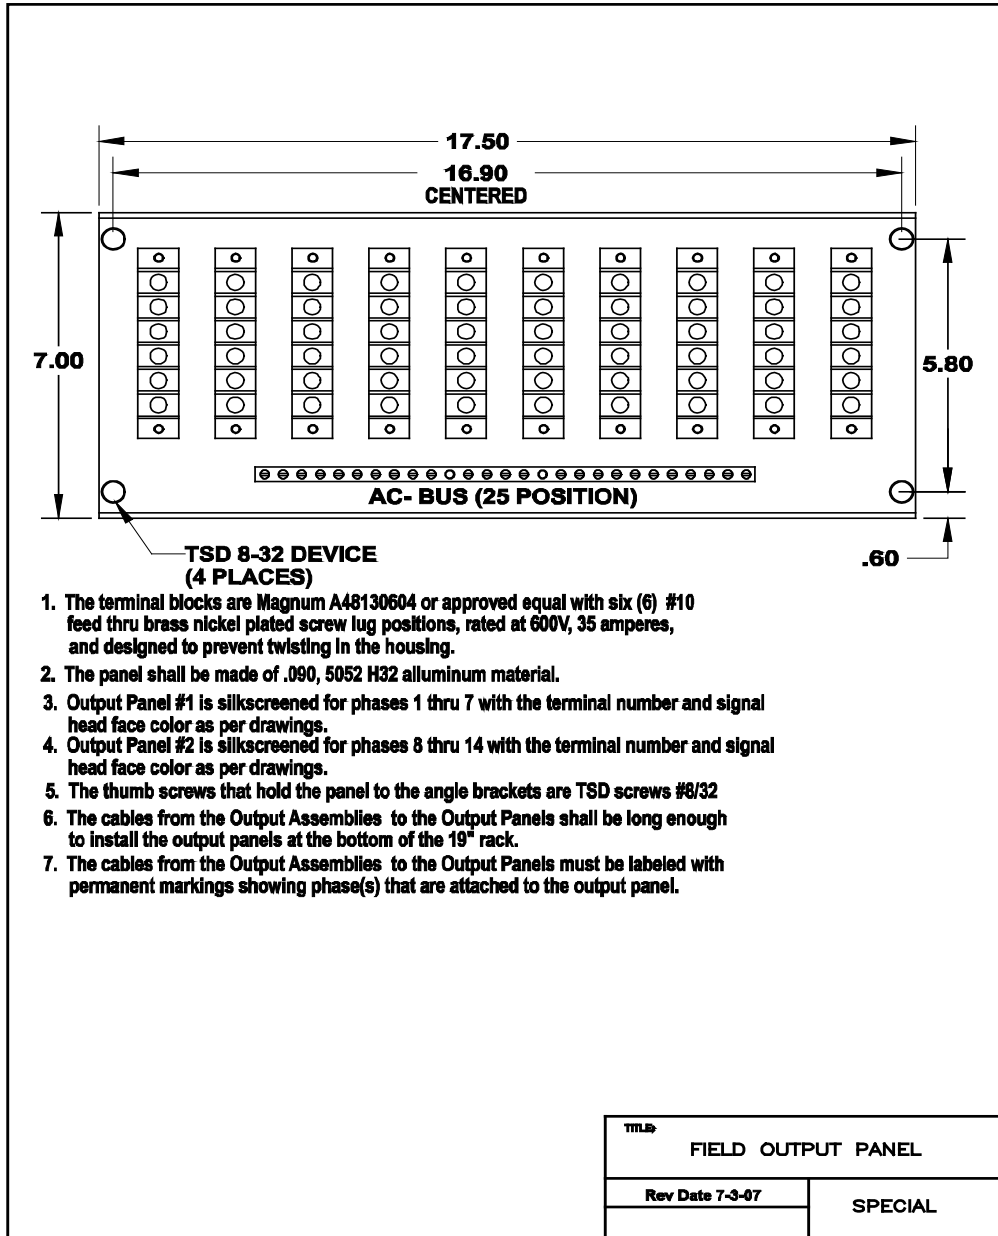 17.50
16.90
CENTERED
7.00
5.80
AC- BUS (25 POSITION)
TSD 8-32 DEVICE
(4 PLACES)
.60
1. The terminal blocks are Magnum A48130604 or approved equal with six (6) #10
feed thru brass nickel plated screw lug positions, rated at 600V, 35 amperes,
and designed to prevent twisting in the housing.
2. The panel shall be made of .090, 5052 H32 alluminum material.
3. Output Panel #1 is silkscreened for phases 1 thru 7 with the terminal number and signal
head face color as per drawings.
4. Output Panel #2 is silkscreened for phases 8 thru 14 with the terminal number and signal
head face color as per drawings.
5. The thumb screws that hold the panel to the angle brackets are TSD screws #8/32
6. The cables from the Output Assemblies to the Output Panels shall be long enough
to install the output panels at the bottom of the 19" rack.
7. The cables from the Output Assemblies to the Output Panels must be labeled with
permanent markings showing phase(s) that are attached to the output panel.
TITLE:
FIELD OUTPUT PANEL
Rev Date 7-3-07
SPECIAL